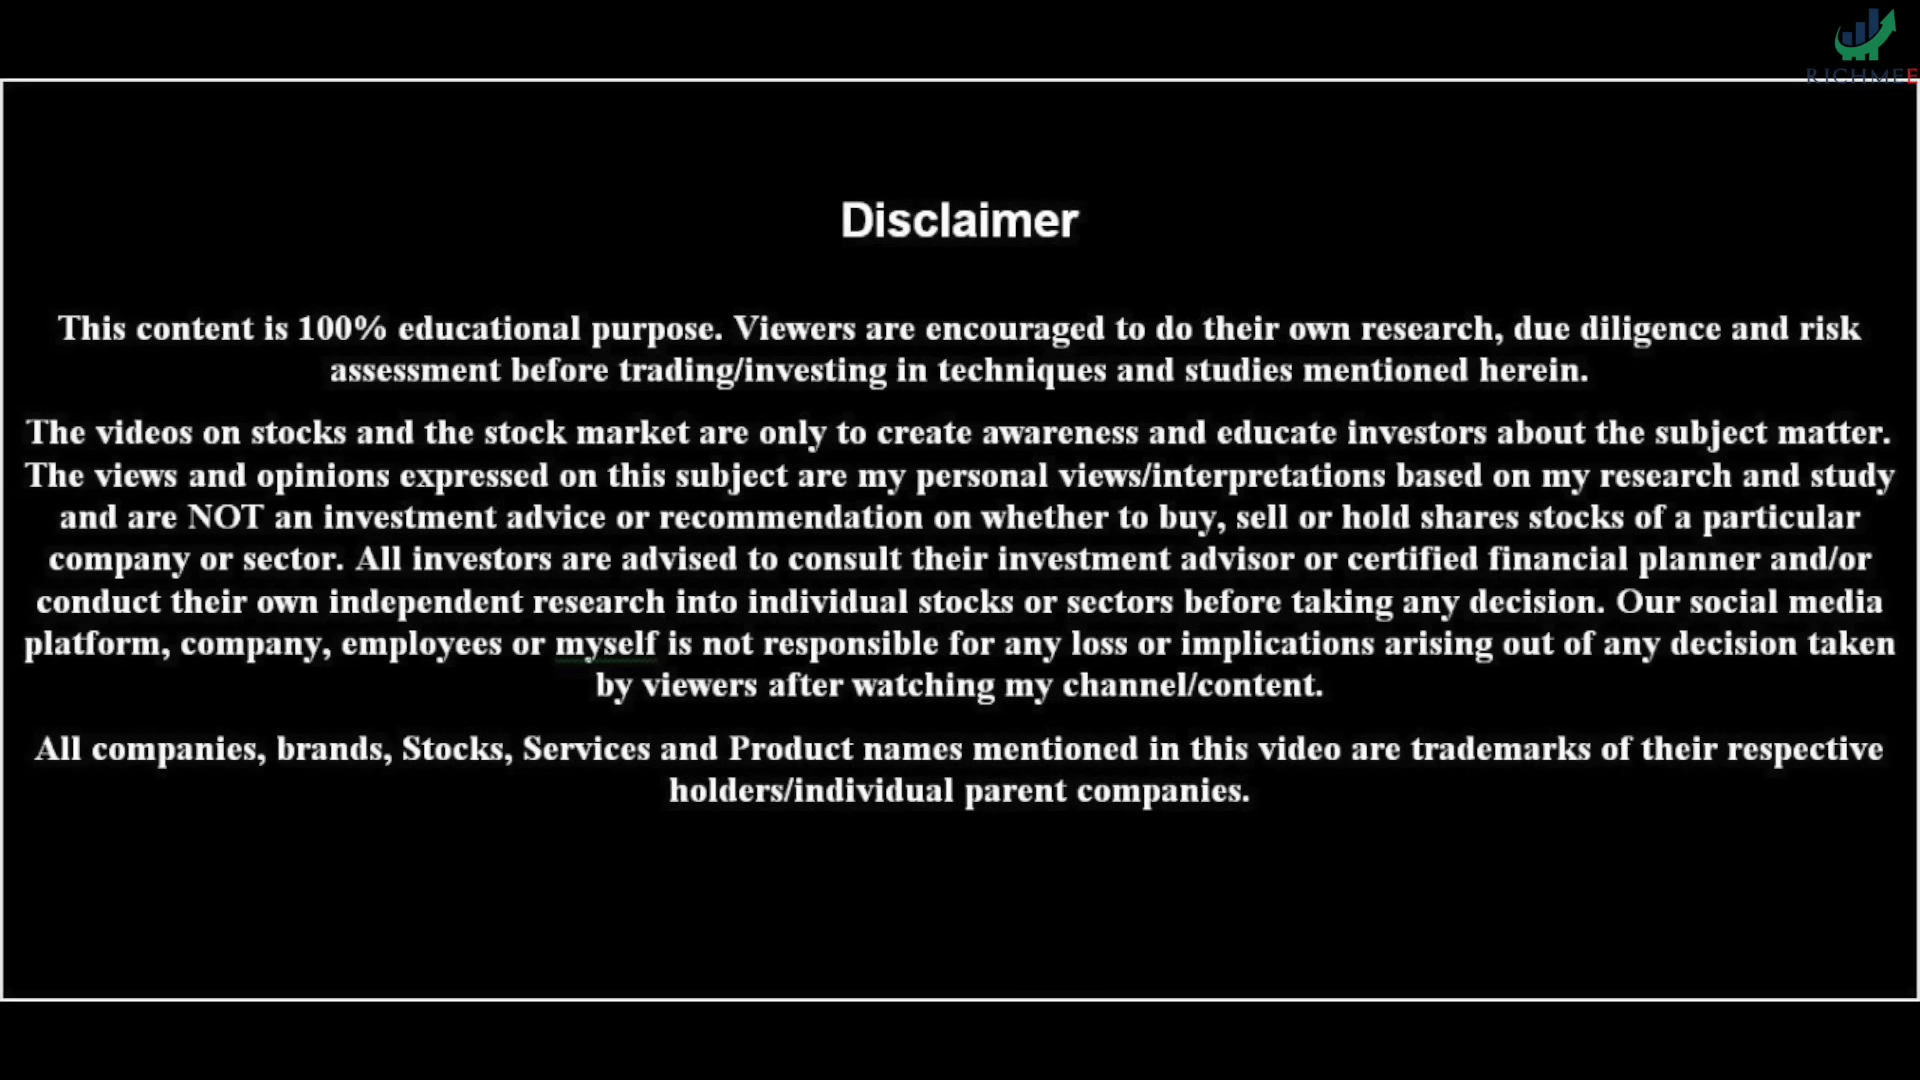 RICHMEE
Disclaimer
This content is 100% educational purpose. Viewers are encouraged to do their own research, due diligence and risk
assessment before trading/investing in techniques and studies mentioned herein.
The videos on stocks and the stock market are only to create awareness and educate investors about the subject matter.
The views and opinions expressed on this subject are my personal views/interpretations based on my research and study
and are NOT an investment advice or recommendation on whether to buy, sell or hold shares stocks of a particular
company or sector. All investors are advised to consult their investment advisor or certified financial planner and/or
conduct their own independent research into individual stocks or sectors before taking any decision. Our social media
platform, company, employees or myself is not responsible for any loss or implications arising out of any decision taken
by viewers after watching my channel/content.
All companies, brands, Stocks, Services and Product names mentioned in this video are trademarks of their respective
holders/individual parent companies.